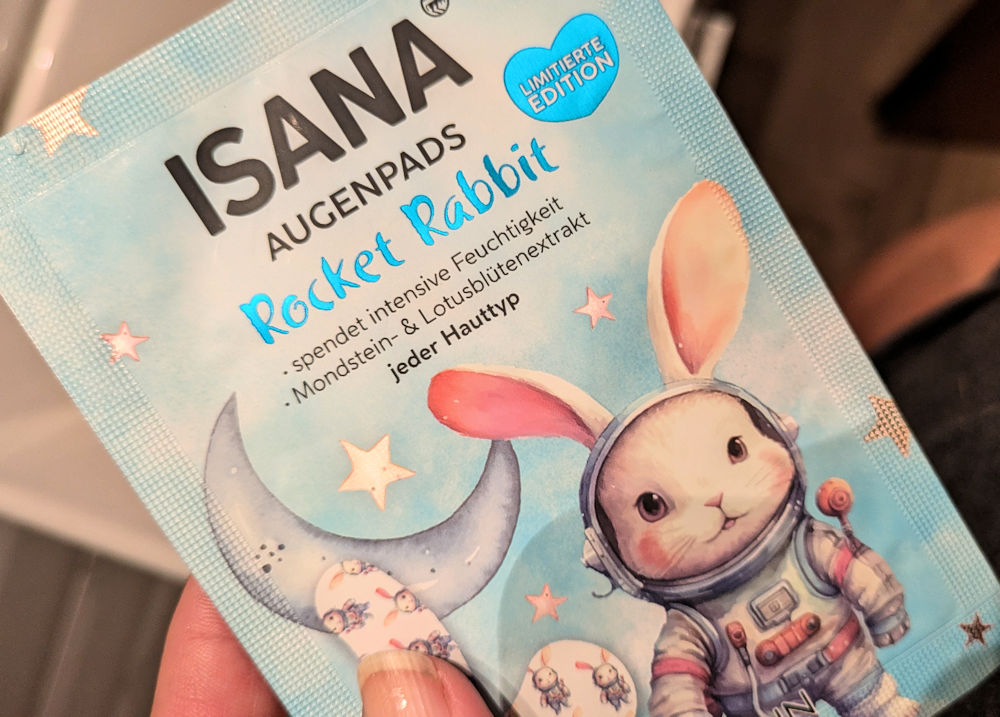 ISANA
LIMITIERTE
EDITION
AUGENPADS
Rocket Rabbit
· spendet intensive Feuchtigkeit
· Mondstein- & Lotusblütenextrakt
jeder Hauttyp